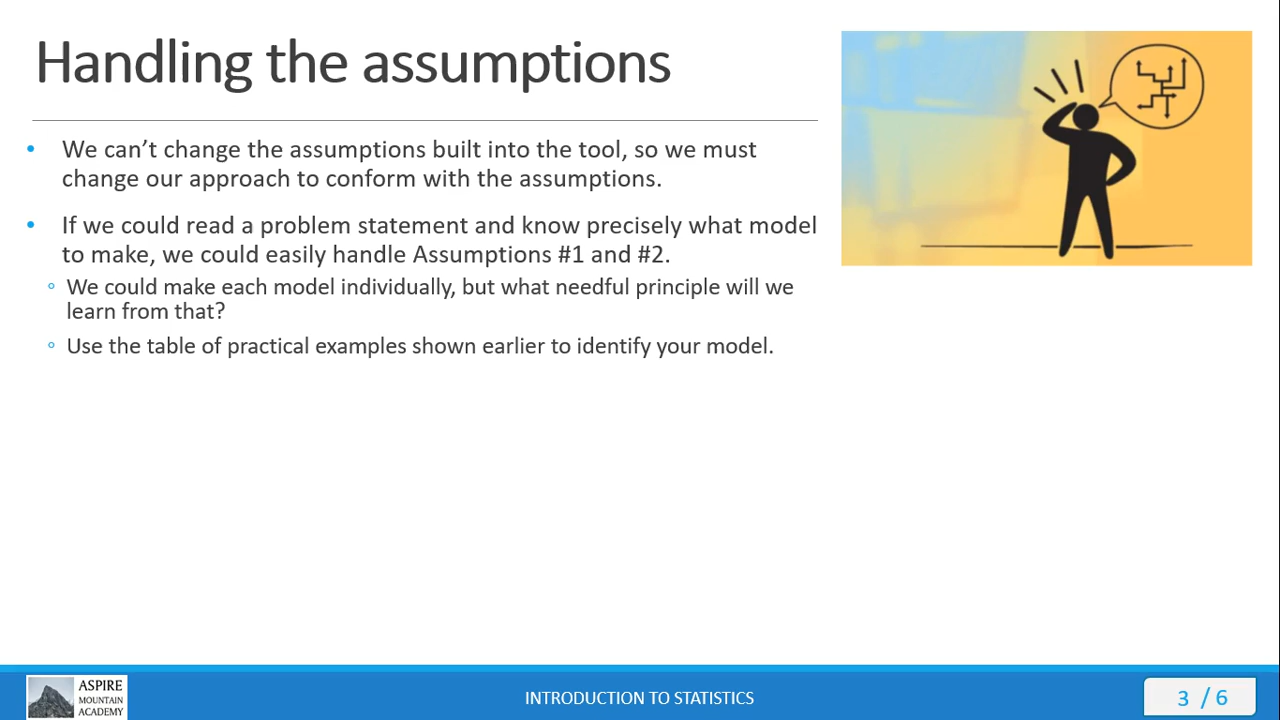 Handling the assumptions
• We can’t change the assumptions built into the tool, so we must
change our approach to conform with the assumptions.
• If we could read a problem statement and know precisely what model
to make, we could easily handle Assumptions #1 and #2.
◦ We could make each model individually, but what needful principle will we
learn from that?
◦ Use the table of practical examples shown earlier to identify your model.
ASPIRE
MOUNTAIN
ACADEMY
INTRODUCTION TO STATISTICS
3 / 6